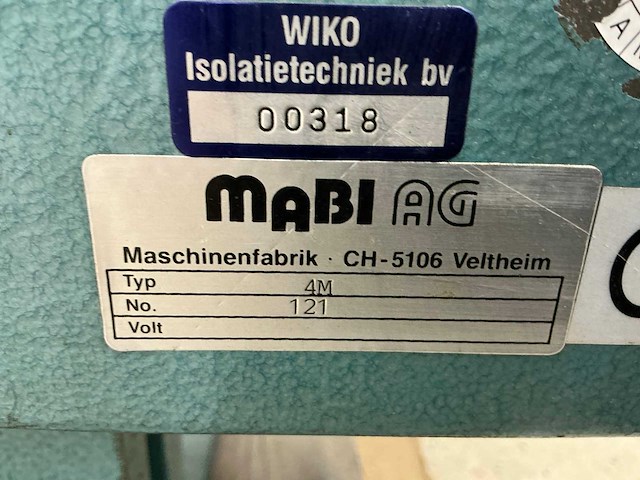 WIKO
Isolatietechniek bv
00318
MABI AG
Maschinenfabrik · CH-5106 Veltheim
Typ 4M
No. 121
Volt